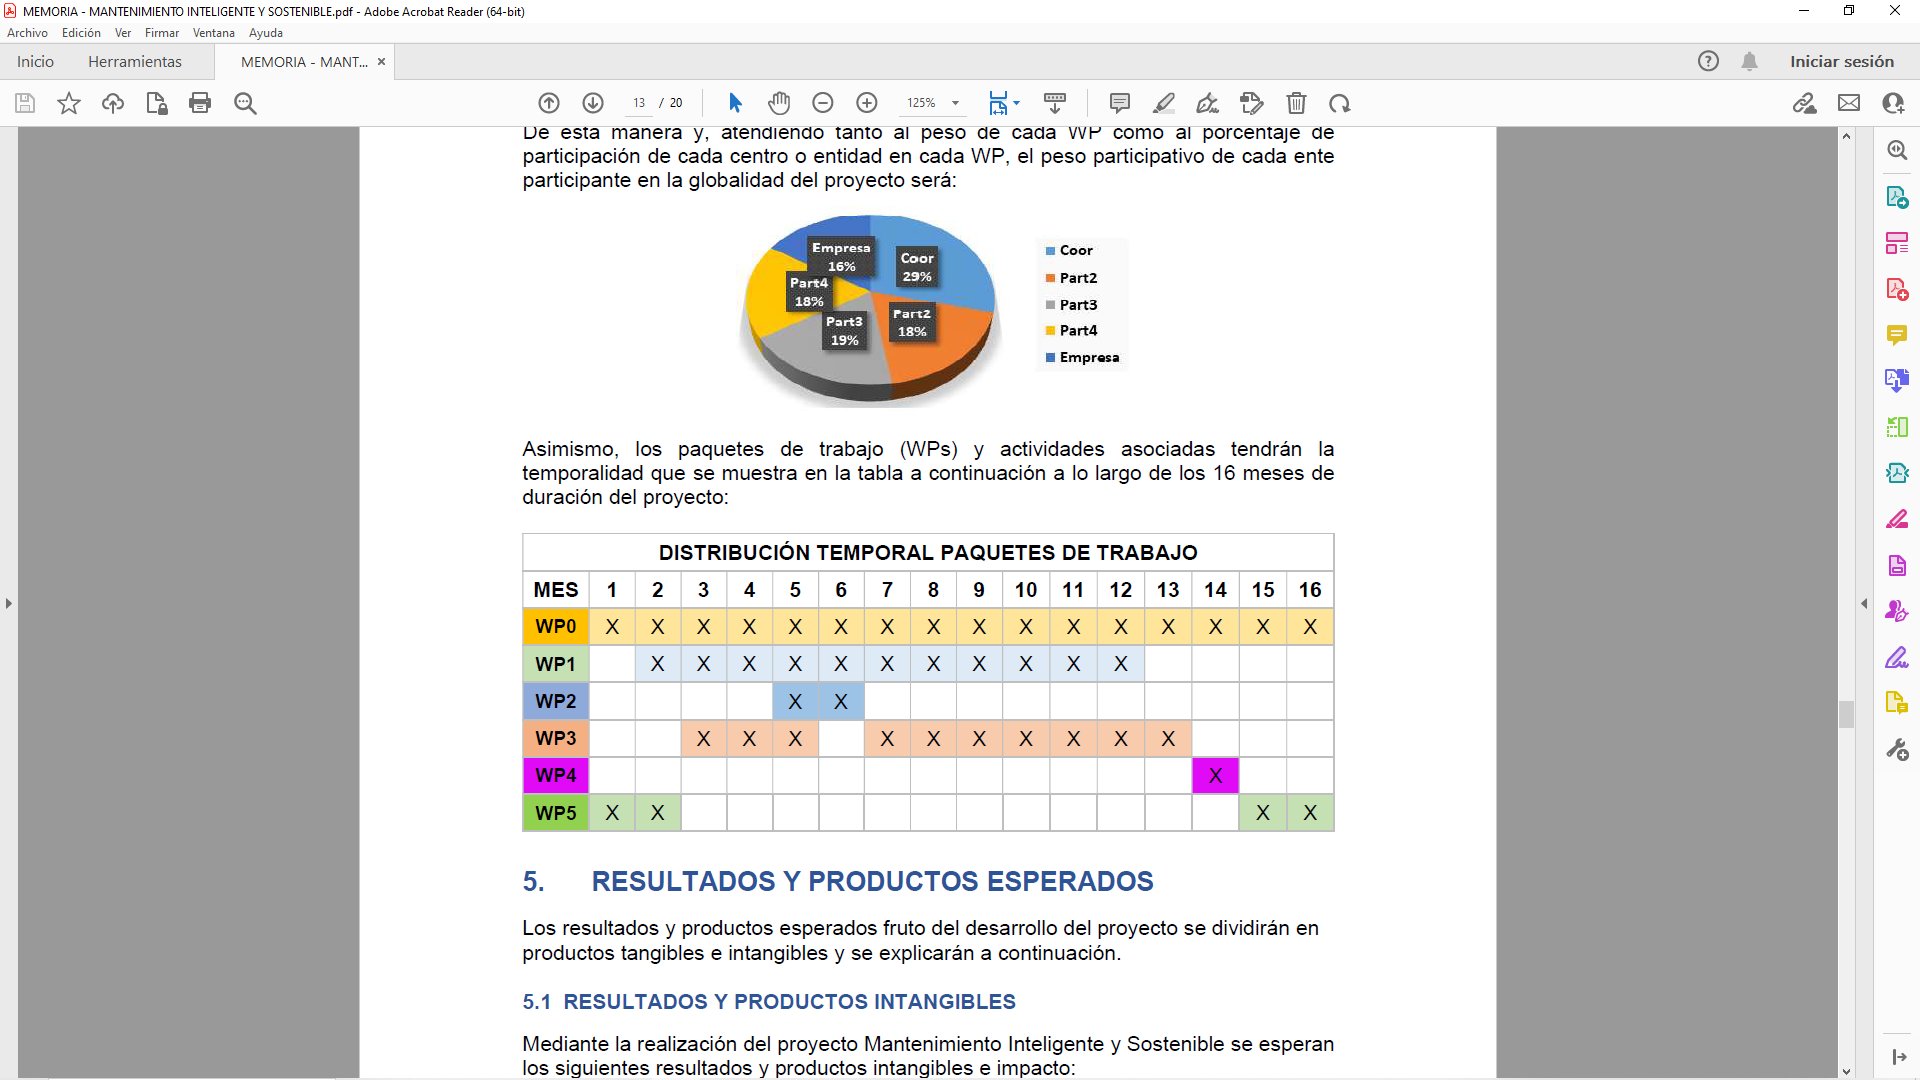 MEMORIA - MANTENIMIENTO INTELIGENTE Y SOSTENIBLE.pdf - Adobe Acrobat Reader (64-bit)
Archivo Edición Ver Firmar Ventana Ayuda
Inicio Herramientas MEMORIA - MANT... × Iniciar sesión
13 / 20 125%
De esta manera y, atendiendo tanto al peso de cada WP como al porcentaje de
participación de cada centro o entidad en cada WP, el peso participativo de cada ente
participante en la globalidad del proyecto será:
Empresa
16%
Coor
29%
Part4
18%
Part3
19%
Part2
18%
Coor
Part2
Part3
Part4
Empresa
Asimismo, los paquetes de trabajo (WPs) y actividades asociadas tendrán la
temporalidad que se muestra en la tabla a continuación a lo largo de los 16 meses de
duración del proyecto:
DISTRIBUCIÓN TEMPORAL PAQUETES DE TRABAJO
MES 1 2 3 4 5 6 7 8 9 10 11 12 13 14 15 16
WP0 X X X X X X X X X X X X X X X X
WP1 X X X X X X X X X X X
WP2 X X
WP3 X X X X X X X X X X
WP4 X
WP5 X X X X
5. RESULTADOS Y PRODUCTOS ESPERADOS
Los resultados y productos esperados fruto del desarrollo del proyecto se dividirán en
productos tangibles e intangibles y se explicarán a continuación.
5.1 RESULTADOS Y PRODUCTOS INTANGIBLES
Mediante la realización del proyecto Mantenimiento Inteligente y Sostenible se esperan
los siguientes resultados y productos intangibles e impacto: